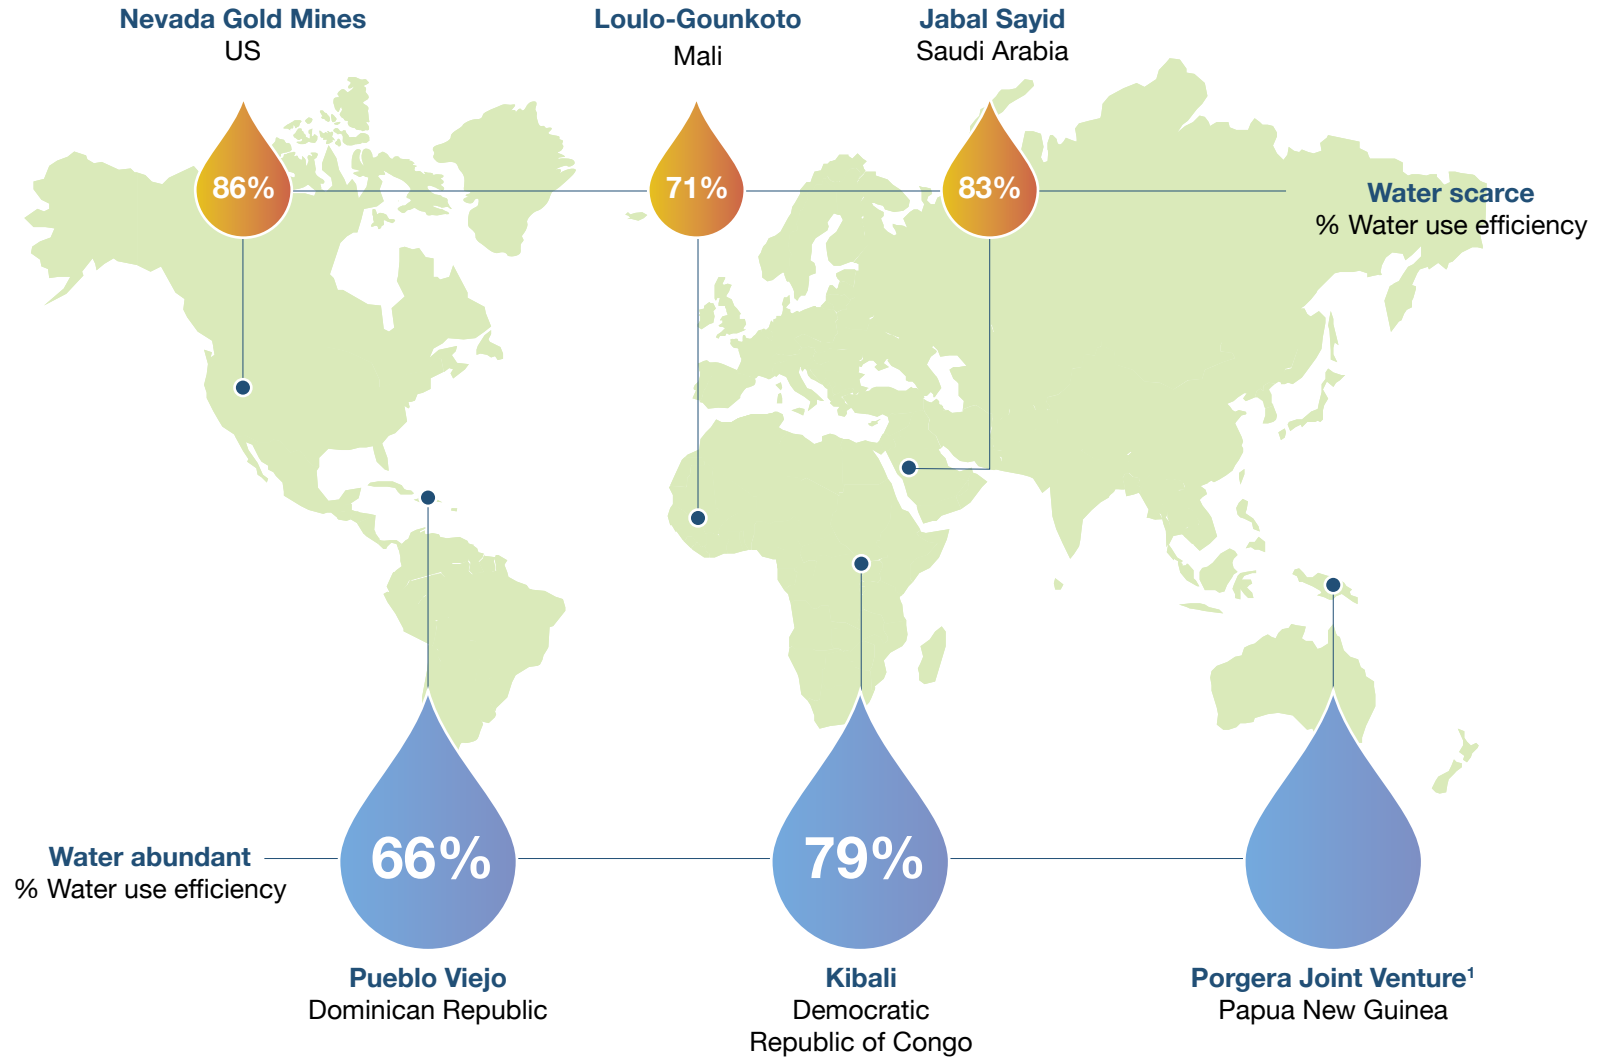 Nevada Gold Mines
US
Loulo-Gounkoto
Mali
Jabal Sayid
Saudi Arabia
86%
71%
83%
Water scarce
% Water use efficiency
Water abundant
% Water use efficiency
66%
79%
Pueblo Viejo
Dominican Republic
Kibali
Democratic
Republic of Congo
Porgera Joint Venture¹
Papua New Guinea